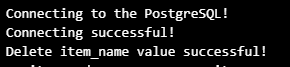 Connecting to the PostgreSQL!
Connecting successful!
Delete item_name value successful!